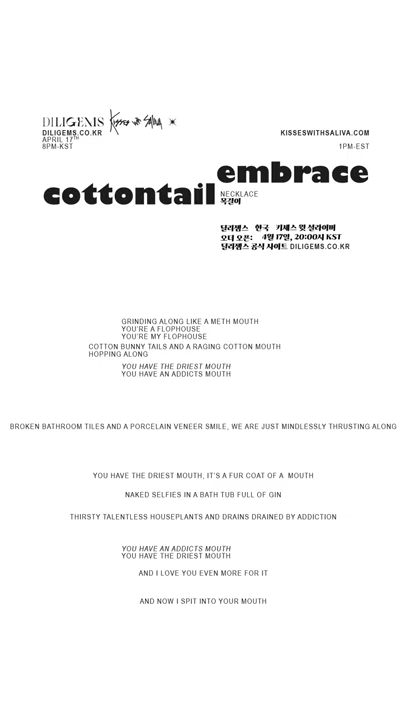 DILIGEMS Kisses with Saliva
DILIGEMS.CO.KR
APRIL 17TH
8PM-KST
KISSESWITHSALIVA.COM
1PM-EST
embrace
cottontail
NECKLACE
목걸이
딜리젬스 한국 키세스 윗 설라이바
오더 오픈: 4월 17일, 20:00시 KST
딜리젬스 공식 사이트 DILIGEMS.CO.KR
GRINDING ALONG LIKE A METH MOUTH
YOU'RE A FLOPHOUSE
YOU'RE MY FLOPHOUSE
COTTON BUNNY TAILS AND A RAGING COTTON MOUTH
HOPPING ALONG
YOU HAVE THE DRIEST MOUTH
YOU HAVE AN ADDICTS MOUTH
BROKEN BATHROOM TILES AND A PORCELAIN VENEER SMILE, WE ARE JUST MINDLESSLY THRUSTING ALONG
YOU HAVE THE DRIEST MOUTH, IT'S A FUR COAT OF A MOUTH
NAKED SELFIES IN A BATH TUB FULL OF GIN
THIRSTY TALENTLESS HOUSEPLANTS AND DRAINS DRAINED BY ADDICTION
YOU HAVE AN ADDICTS MOUTH
YOU HAVE THE DRIEST MOUTH
AND I LOVE YOU EVEN MORE FOR IT
AND NOW I SPIT INTO YOUR MOUTH